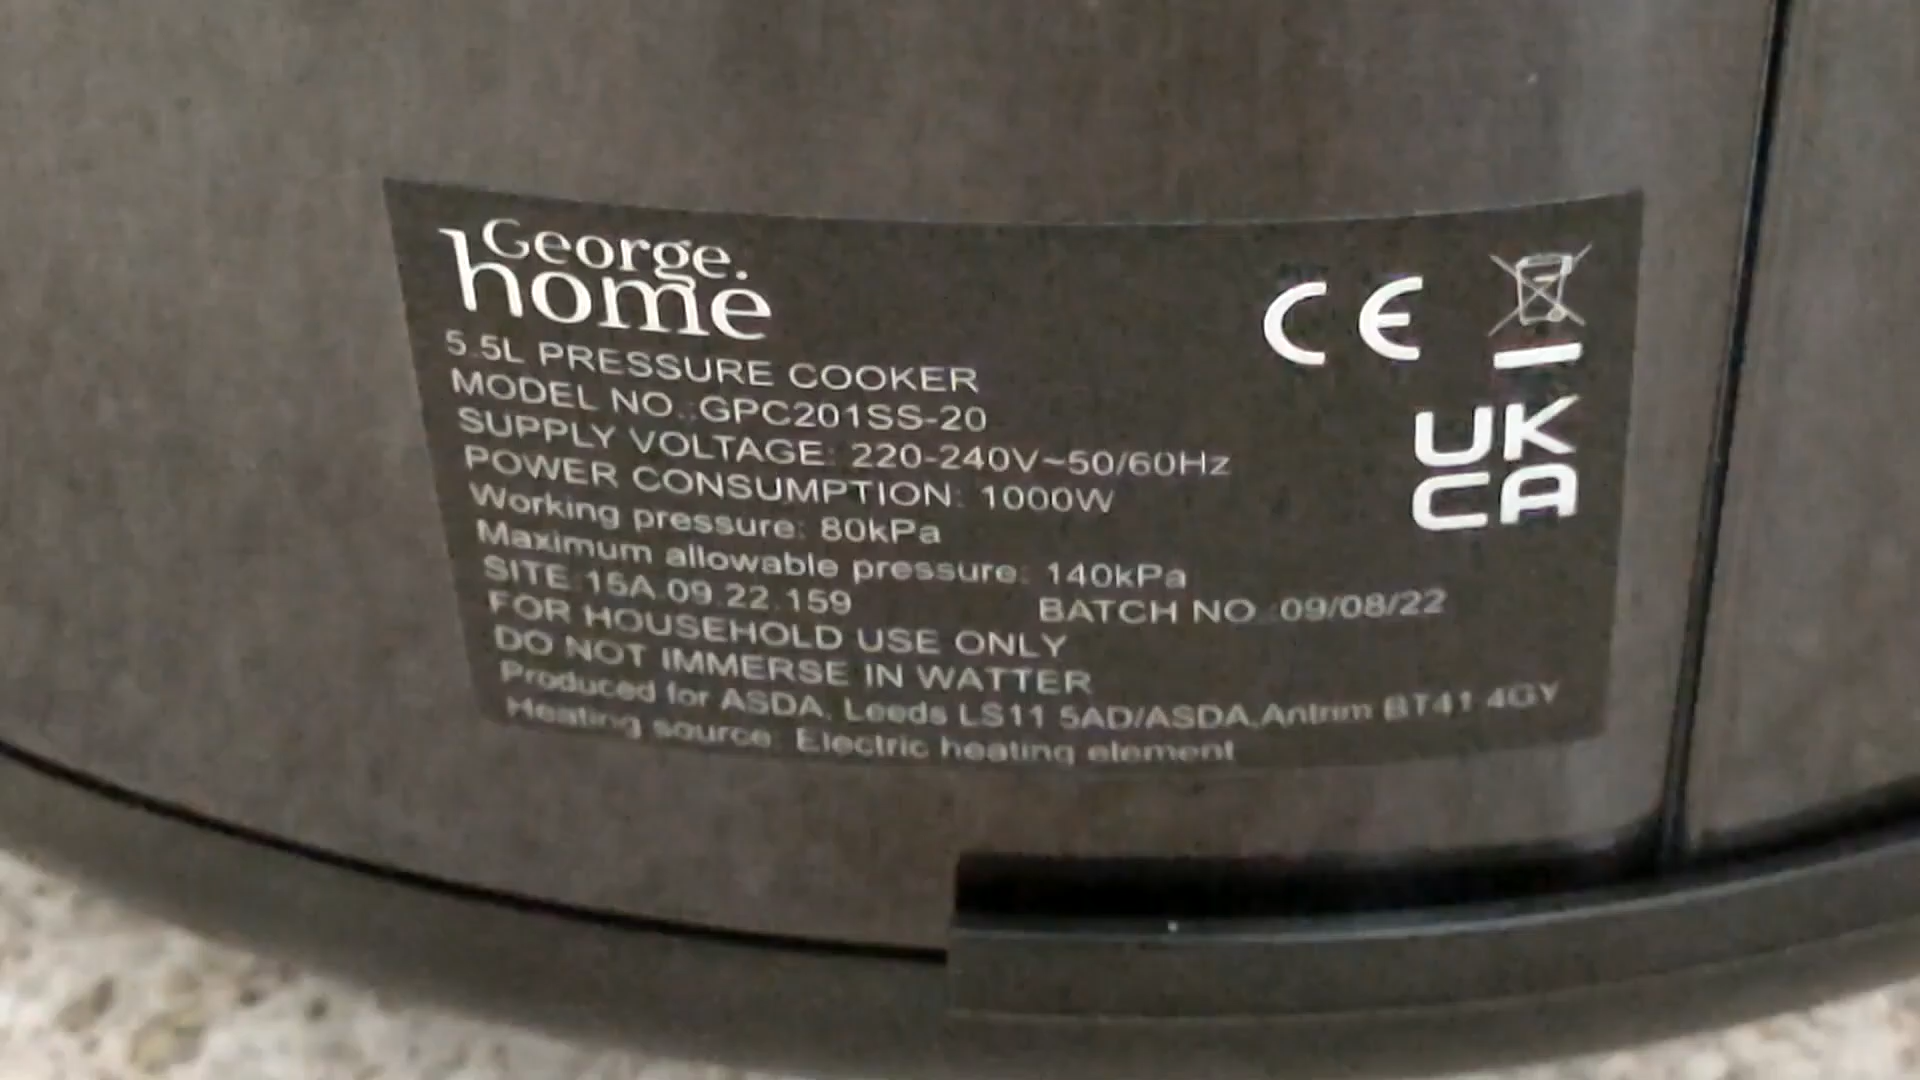 George.
home
CE
5.5L PRESSURE COOKER
MODEL NO.:GPC201SS-20
SUPPLY VOLTAGE: 220-240V~50/60Hz
POWER CONSUMPTION: 1000W
UK
CA
Working pressure: 80kPa
Maximum allowable pressure: 140kPa
SITE:15A.09.22.159 BATCH NO.:09/08/22
FOR HOUSEHOLD USE ONLY
DO NOT IMMERSE IN WATTER
Produced for ASDA, Leeds LS11 5AD/ASDA,Antrim BT41 4GY
Heating source: Electric heating element